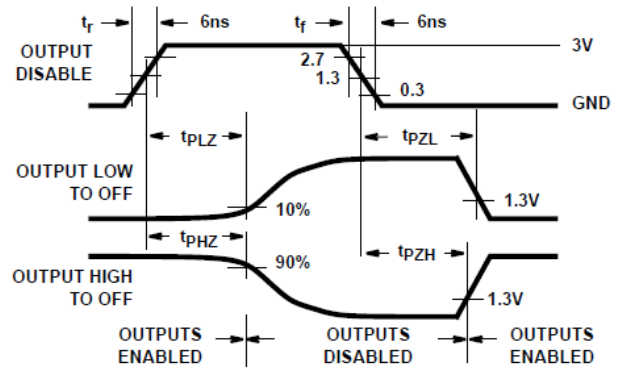 tr 6ns tf 6ns
OUTPUT
DISABLE
2.7
1.3
0.3
3V
GND
tPLZ tPZL
OUTPUT LOW
TO OFF
10%
1.3V
tPHZ tPZH
OUTPUT HIGH
TO OFF
90%
1.3V
OUTPUTS
ENABLED
OUTPUTS
DISABLED
OUTPUTS
ENABLED